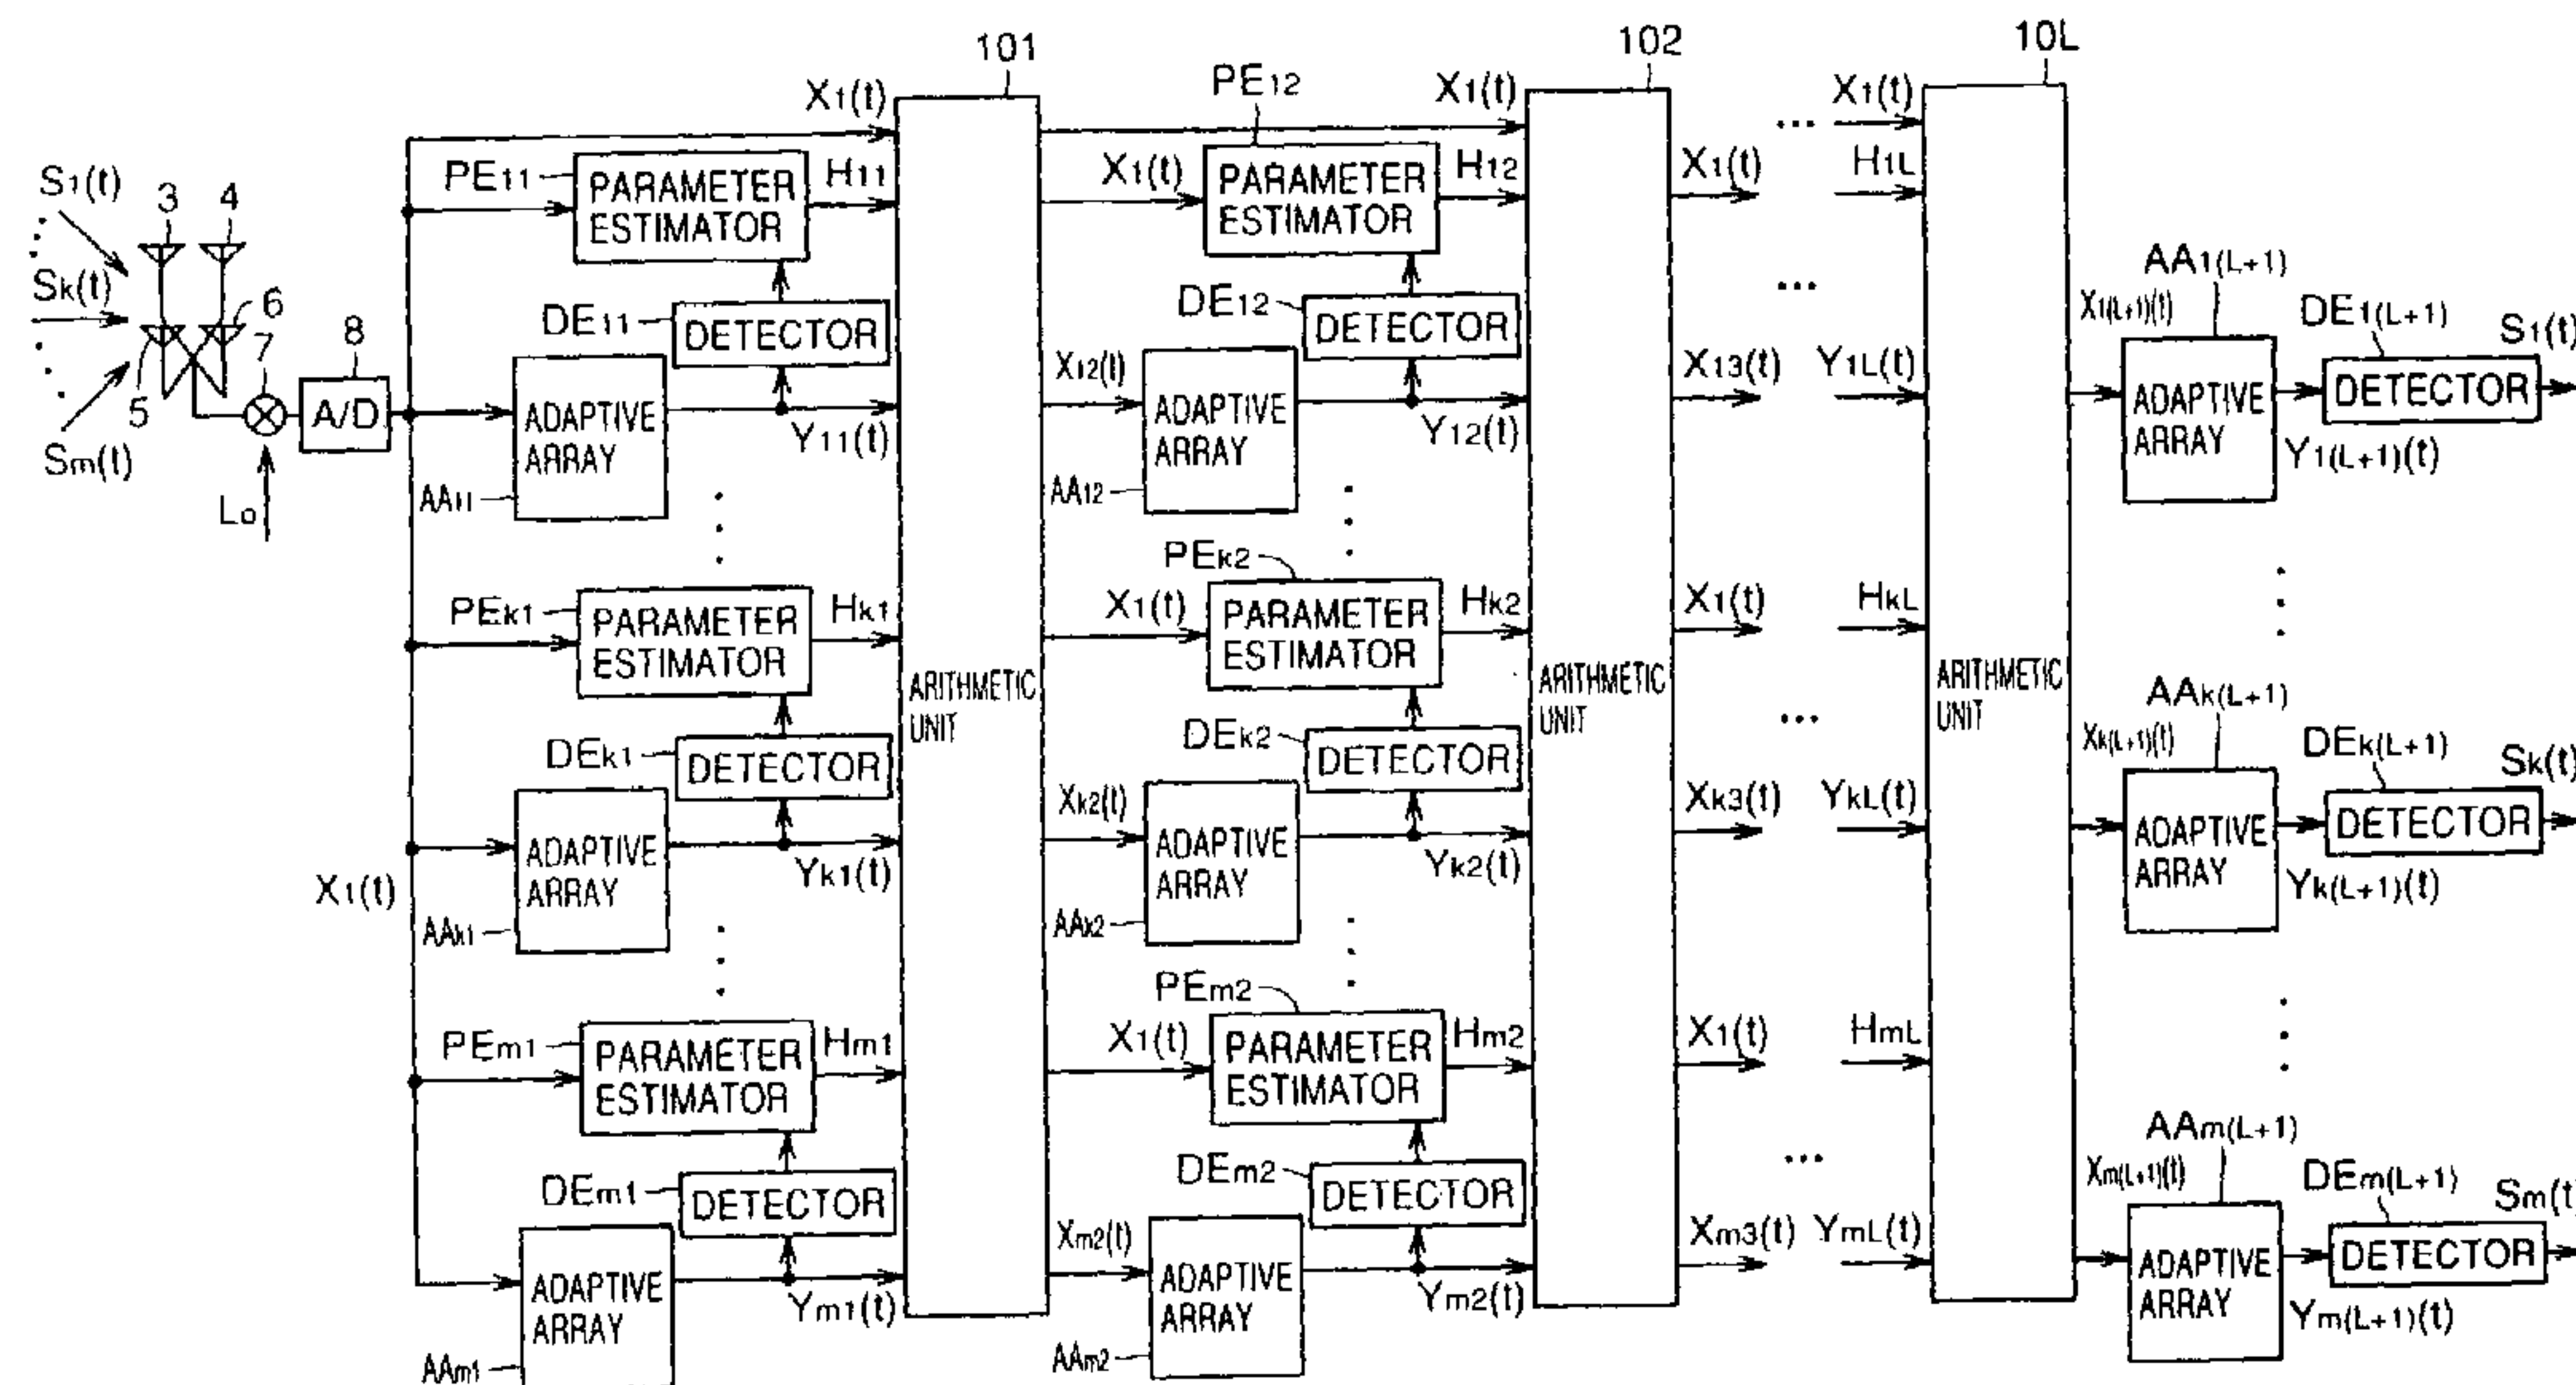 101
102
10L
X1(t)
PE12
X1(t)
X1(t)
S1(t)
3
4
PE11
PARAMETER
ESTIMATOR
H11
X1(t)
PARAMETER
ESTIMATOR
H12
X1(t)
...
H1L
Sk(t)
6
7
8
5
A/D
Sm(t)
Lo
DE11
DETECTOR
DE12
DETECTOR
...
AA1(L+1)
X1(L+1)(t)
DE1(L+1)
S1(t)
ADAPTIVE
ARRAY
Y11(t)
AA11
X12(t)
ADAPTIVE
ARRAY
Y12(t)
AA12
X13(t)
Y1L(t)
ADAPTIVE
ARRAY
DETECTOR
Y1(L+1)(t)
PEk1
PARAMETER
ESTIMATOR
Hk1
PEk2
X1(t)
PARAMETER
ESTIMATOR
Hk2
X1(t)
HkL
ARITHMETIC
UNIT
ARITHMETIC
UNIT
ARITHMETIC
UNIT
...
DEk1
DETECTOR
DEk2
DETECTOR
AAk(L+1)
Xk(L+1)(t)
DEk(L+1)
Sk(t)
X1(t)
ADAPTIVE
ARRAY
Yk1(t)
AAk1
Xk2(t)
ADAPTIVE
ARRAY
Yk2(t)
AAk2
Xk3(t)
YkL(t)
ADAPTIVE
ARRAY
DETECTOR
Yk(L+1)(t)
PEm1
PARAMETER
ESTIMATOR
Hm1
PEm2
X1(t)
PARAMETER
ESTIMATOR
Hm2
X1(t)
HmL
DEm1
DETECTOR
DEm2
DETECTOR
...
AAm(L+1)
Xm(L+1)(t)
DEm(L+1)
Sm(t)
ADAPTIVE
ARRAY
Ym1(t)
AAm1
Xm2(t)
ADAPTIVE
ARRAY
Ym2(t)
AAm2
Xm3(t)
YmL(t)
ADAPTIVE
ARRAY
DETECTOR
Ym(L+1)(t)